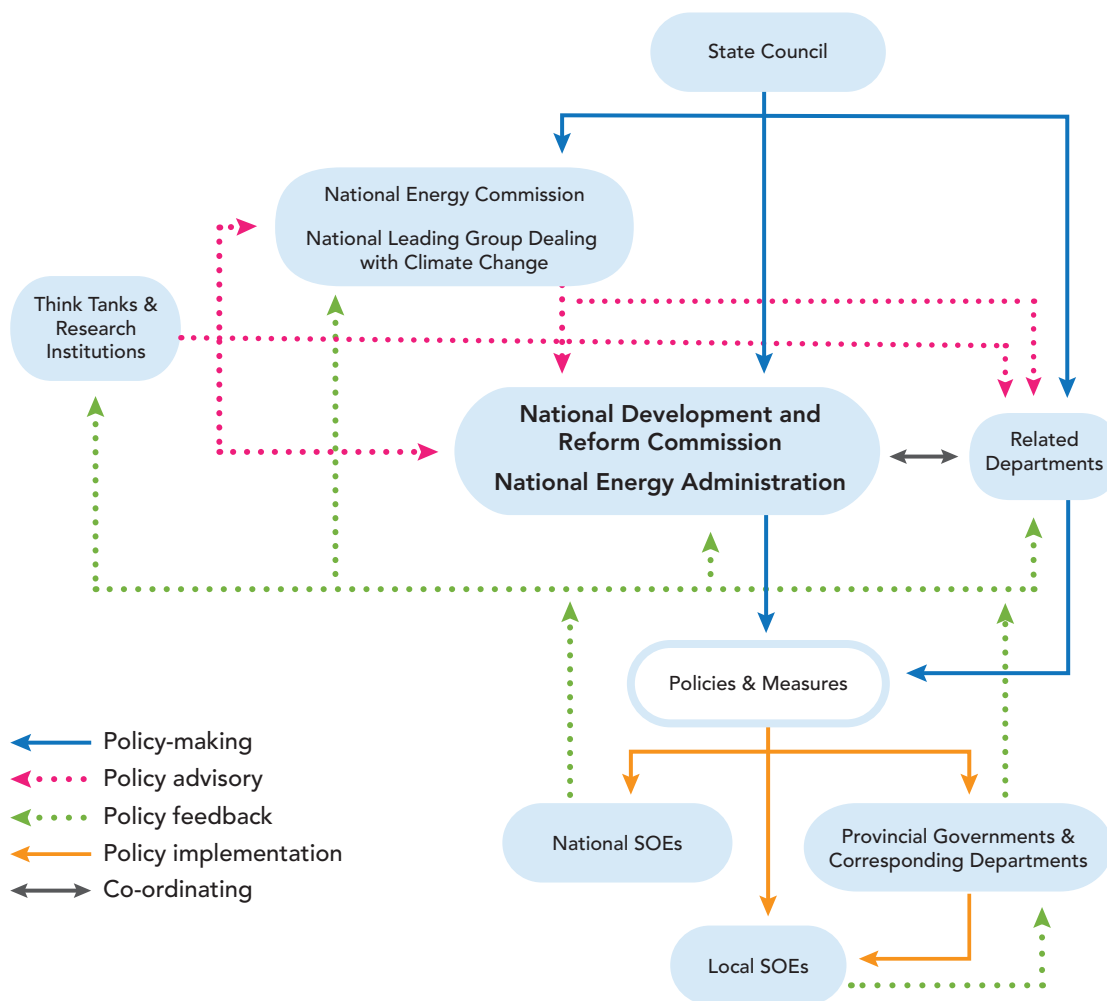 State Council
National Energy Commission
National Leading Group Dealing
with Climate Change
Think Tanks &
Research
Institutions
National Development and
Reform Commission
National Energy Administration
Related
Departments
Policies & Measures
Policy-making
Policy advisory
Policy feedback
Policy implementation
Co-ordinating
National SOEs
Provincial Governments &
Corresponding Departments
Local SOEs